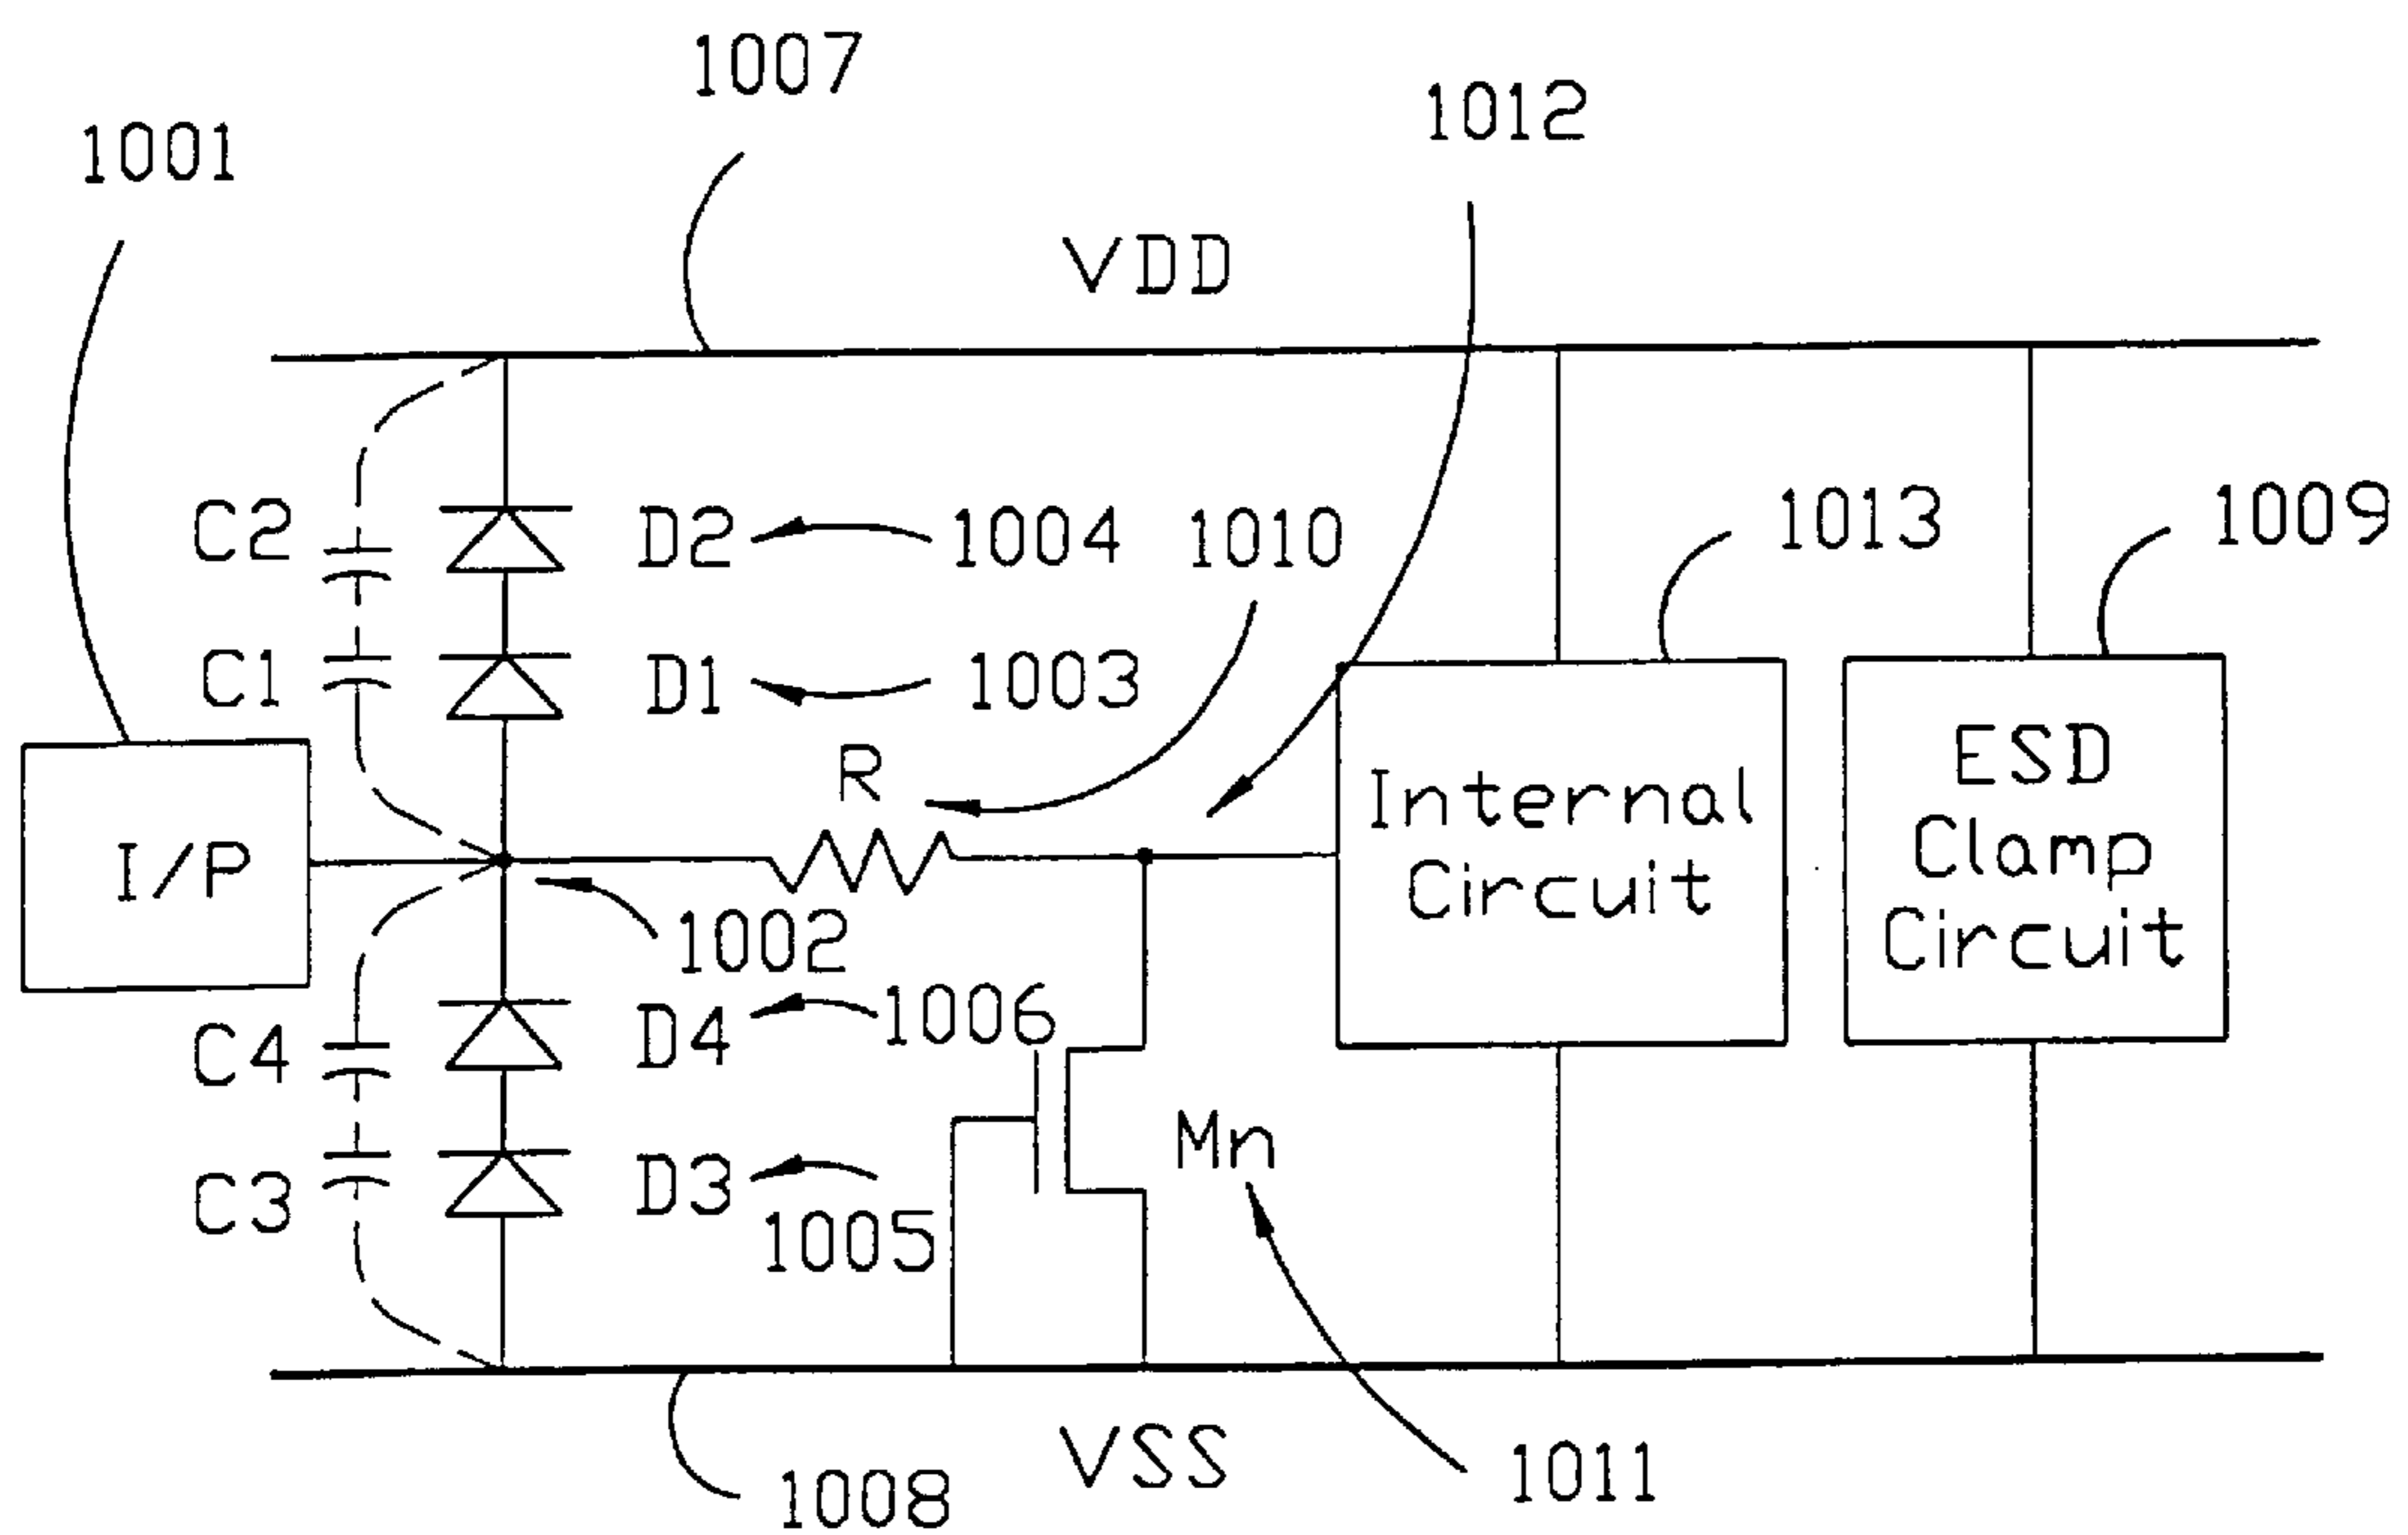 1007
1012
1001
VDD
C2
D2
1004
1010
1013
1009
C1
D1
1003
R
I/P
Internal
Circuit
ESD
Clamp
Circuit
1002
C4
D4
1006
Mn
C3
D3
1005
VSS
1008
1011